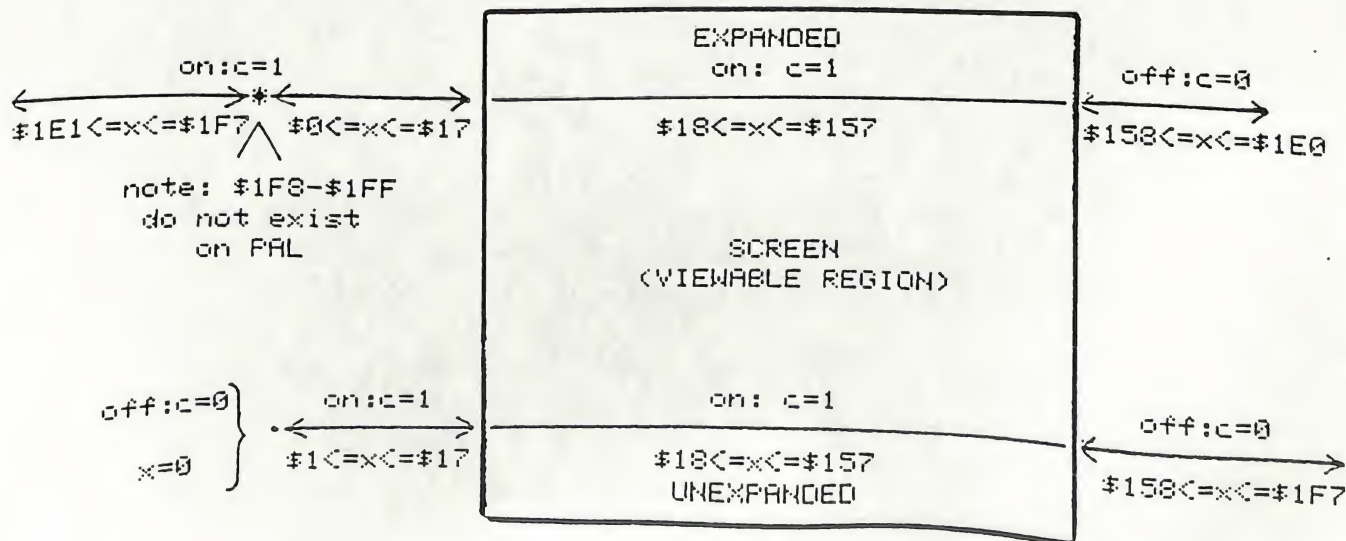 EXPANDED
on:c=1
on: c=1
off:c=0
*
$1E1<=x<=$1F7
$0<=x<=$17
$18<=x<=$157
$158<=x<=$1E0
note: $1F8-$1FF
do not exist
on PAL
SCREEN
(VIEWABLE REGION)
off:c=0
on:c=1
on: c=1
off:c=0
x=0
$1<=x<=$17
$18<=x<=$157
$158<=x<=$1F7
UNEXPANDED